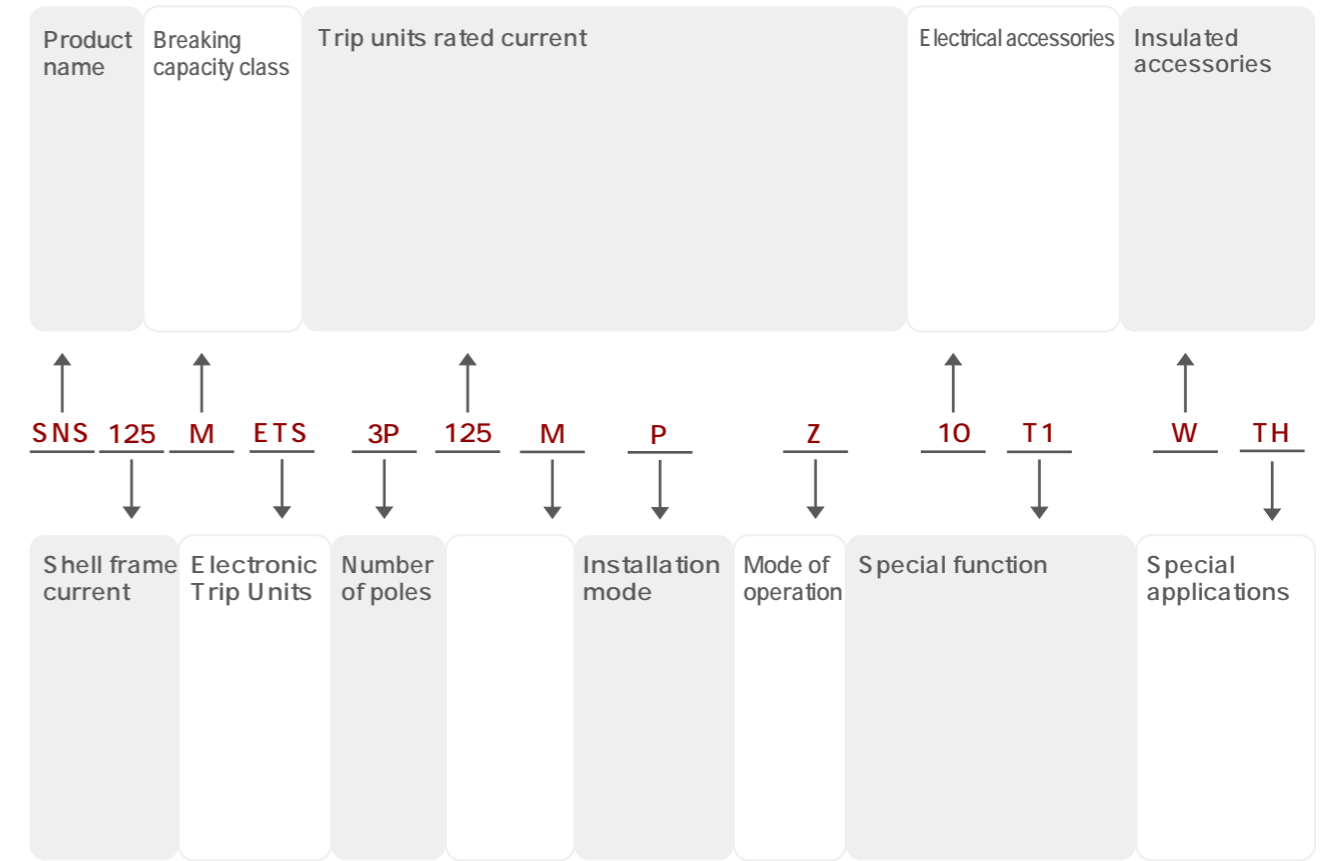 Product
name
Breaking
capacity class
Trip units rated current
Electrical accessories
Insulated
accessories
SNS 125 M ETS 3P 125 M P Z 10 T1 W TH
Shell frame
current
Electronic
Trip Units
Number
of poles
Installation
mode
Mode of
operation
Special function
Special
applications